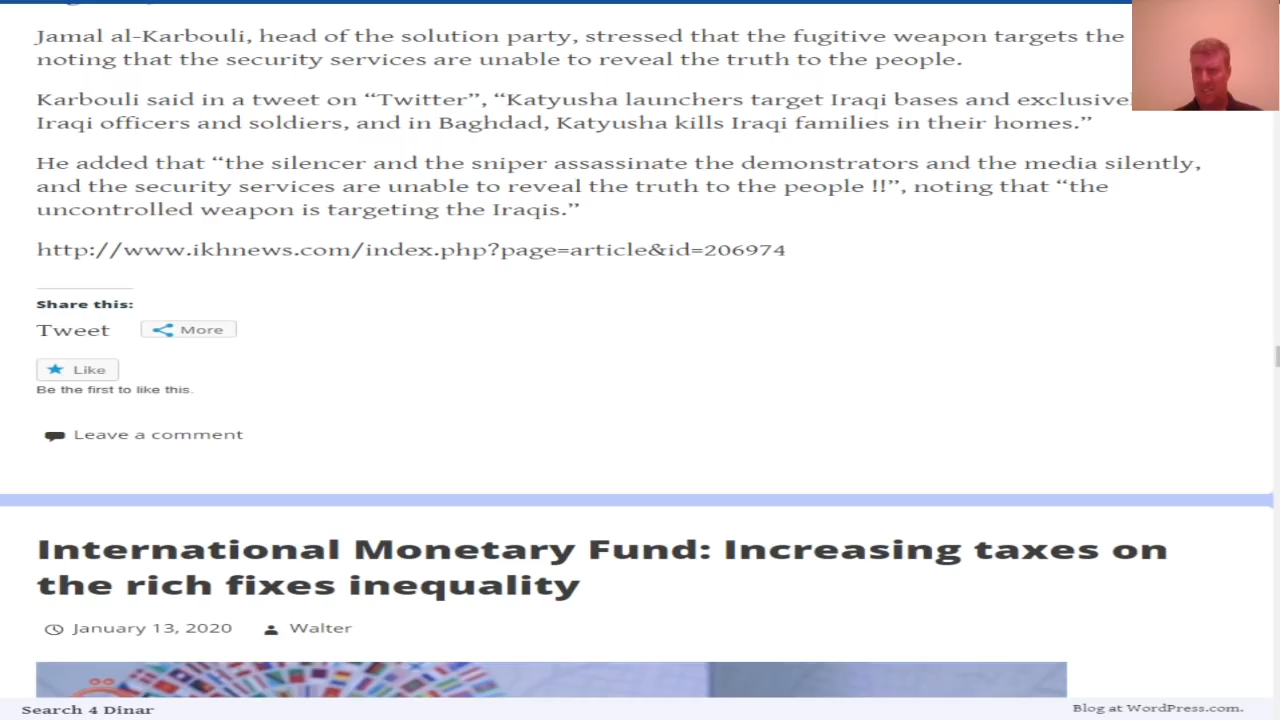 Jamal al-Karbouli, head of the solution party, stressed that the fugitive weapon targets the
noting that the security services are unable to reveal the truth to the people.
Karbouli said in a tweet on “Twitter”, “Katyusha launchers target Iraqi bases and
Iraqi officers and soldiers, and in Baghdad, Katyusha kills Iraqi families in their homes.”
He added that “the silencer and the sniper assassinate the demonstrators and the media silently,
and the security services are unable to reveal the truth to the people !!”, noting that “the
uncontrolled weapon is targeting the Iraqis.”
http://www.ikhnews.com/index.php?page=article&id=206974
Share this:
Tweet More
Like
Be the first to like this.
Leave a comment
International Monetary Fund: Increasing taxes on
the rich fixes inequality
January 13, 2020 Walter
Search 4 Dinar
Blog at WordPress.com.